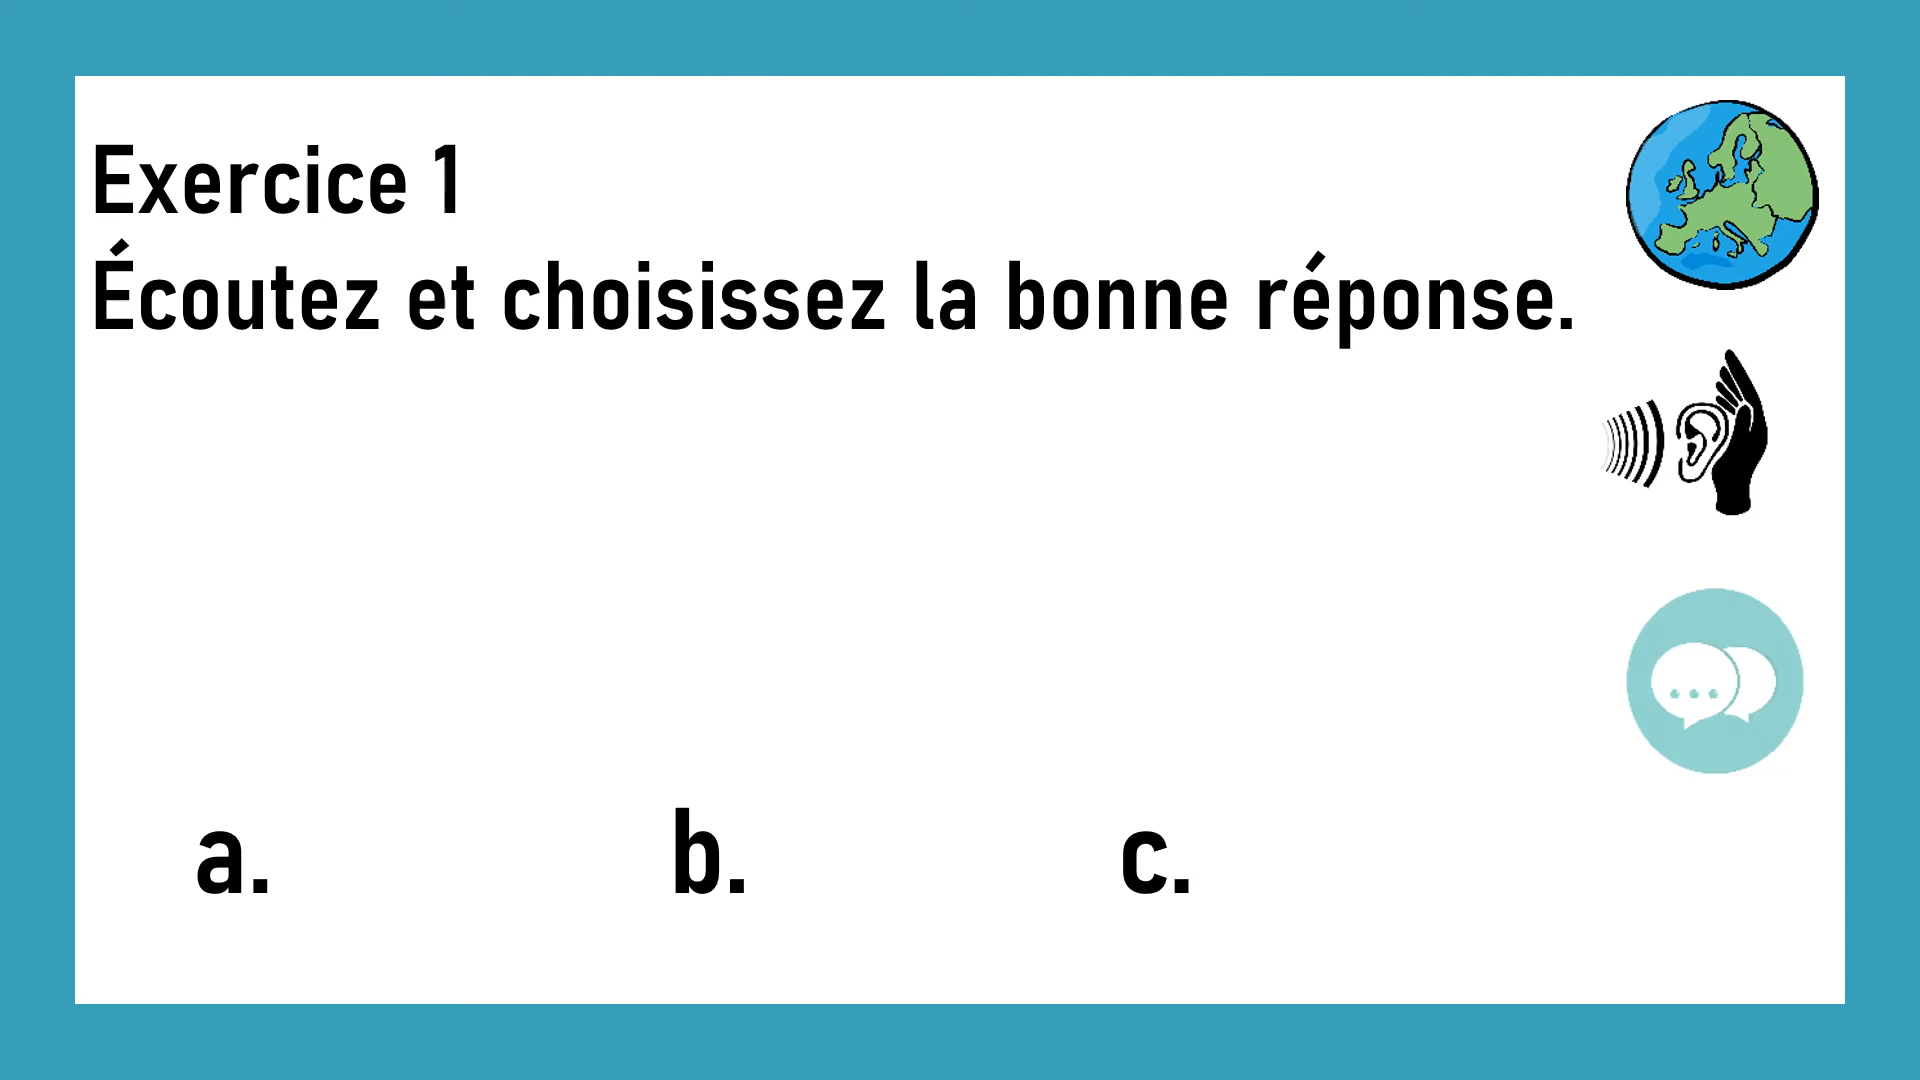 Exercice 1
Écoutez et choisissez la bonne réponse.
a. b. c.